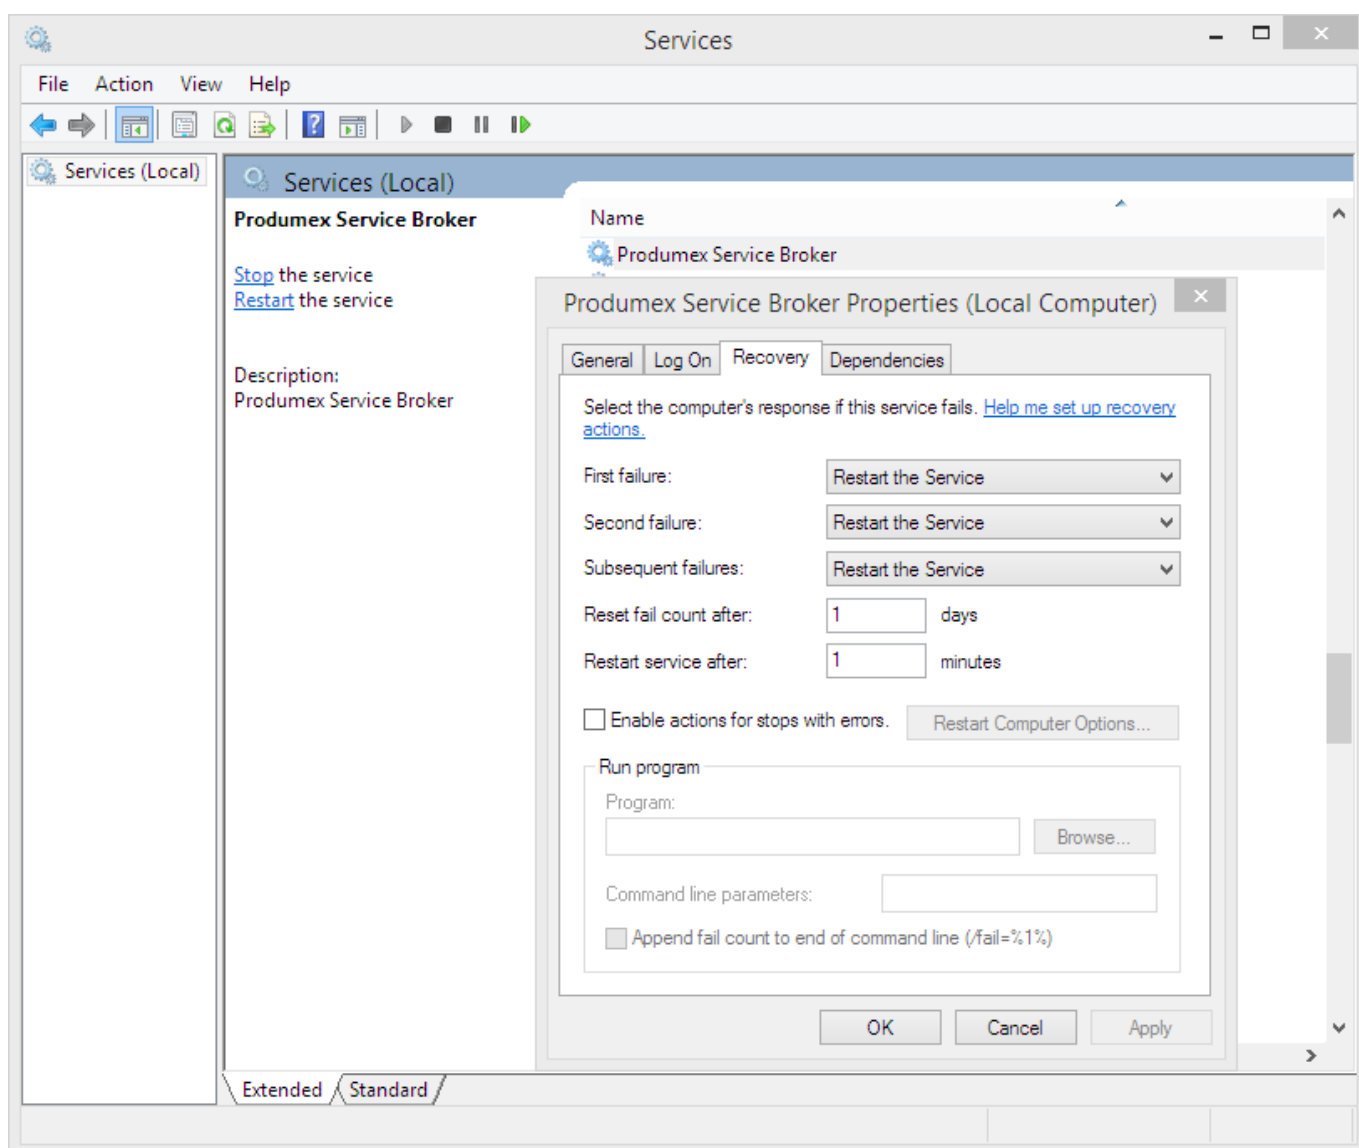 Services
File Action View Help
Services (Local)
Services (Local)
Produmex Service Broker
Stop the service
Restart the service
Description:
Produmex Service Broker
Name
Produmex Service Broker
Produmex Service Broker Properties (Local Computer)
General Log On Recovery Dependencies
Select the computer's response if this service fails. Help me set up recovery
actions.
First failure: Restart the Service
Second failure: Restart the Service
Subsequent failures: Restart the Service
Reset fail count after: 1 days
Restart service after: 1 minutes
Enable actions for stops with errors. Restart Computer Options...
Run program
Program:
Browse...
Command line parameters:
Append fail count to end of command line (/fail=%1%)
OK Cancel Apply
Extended Standard